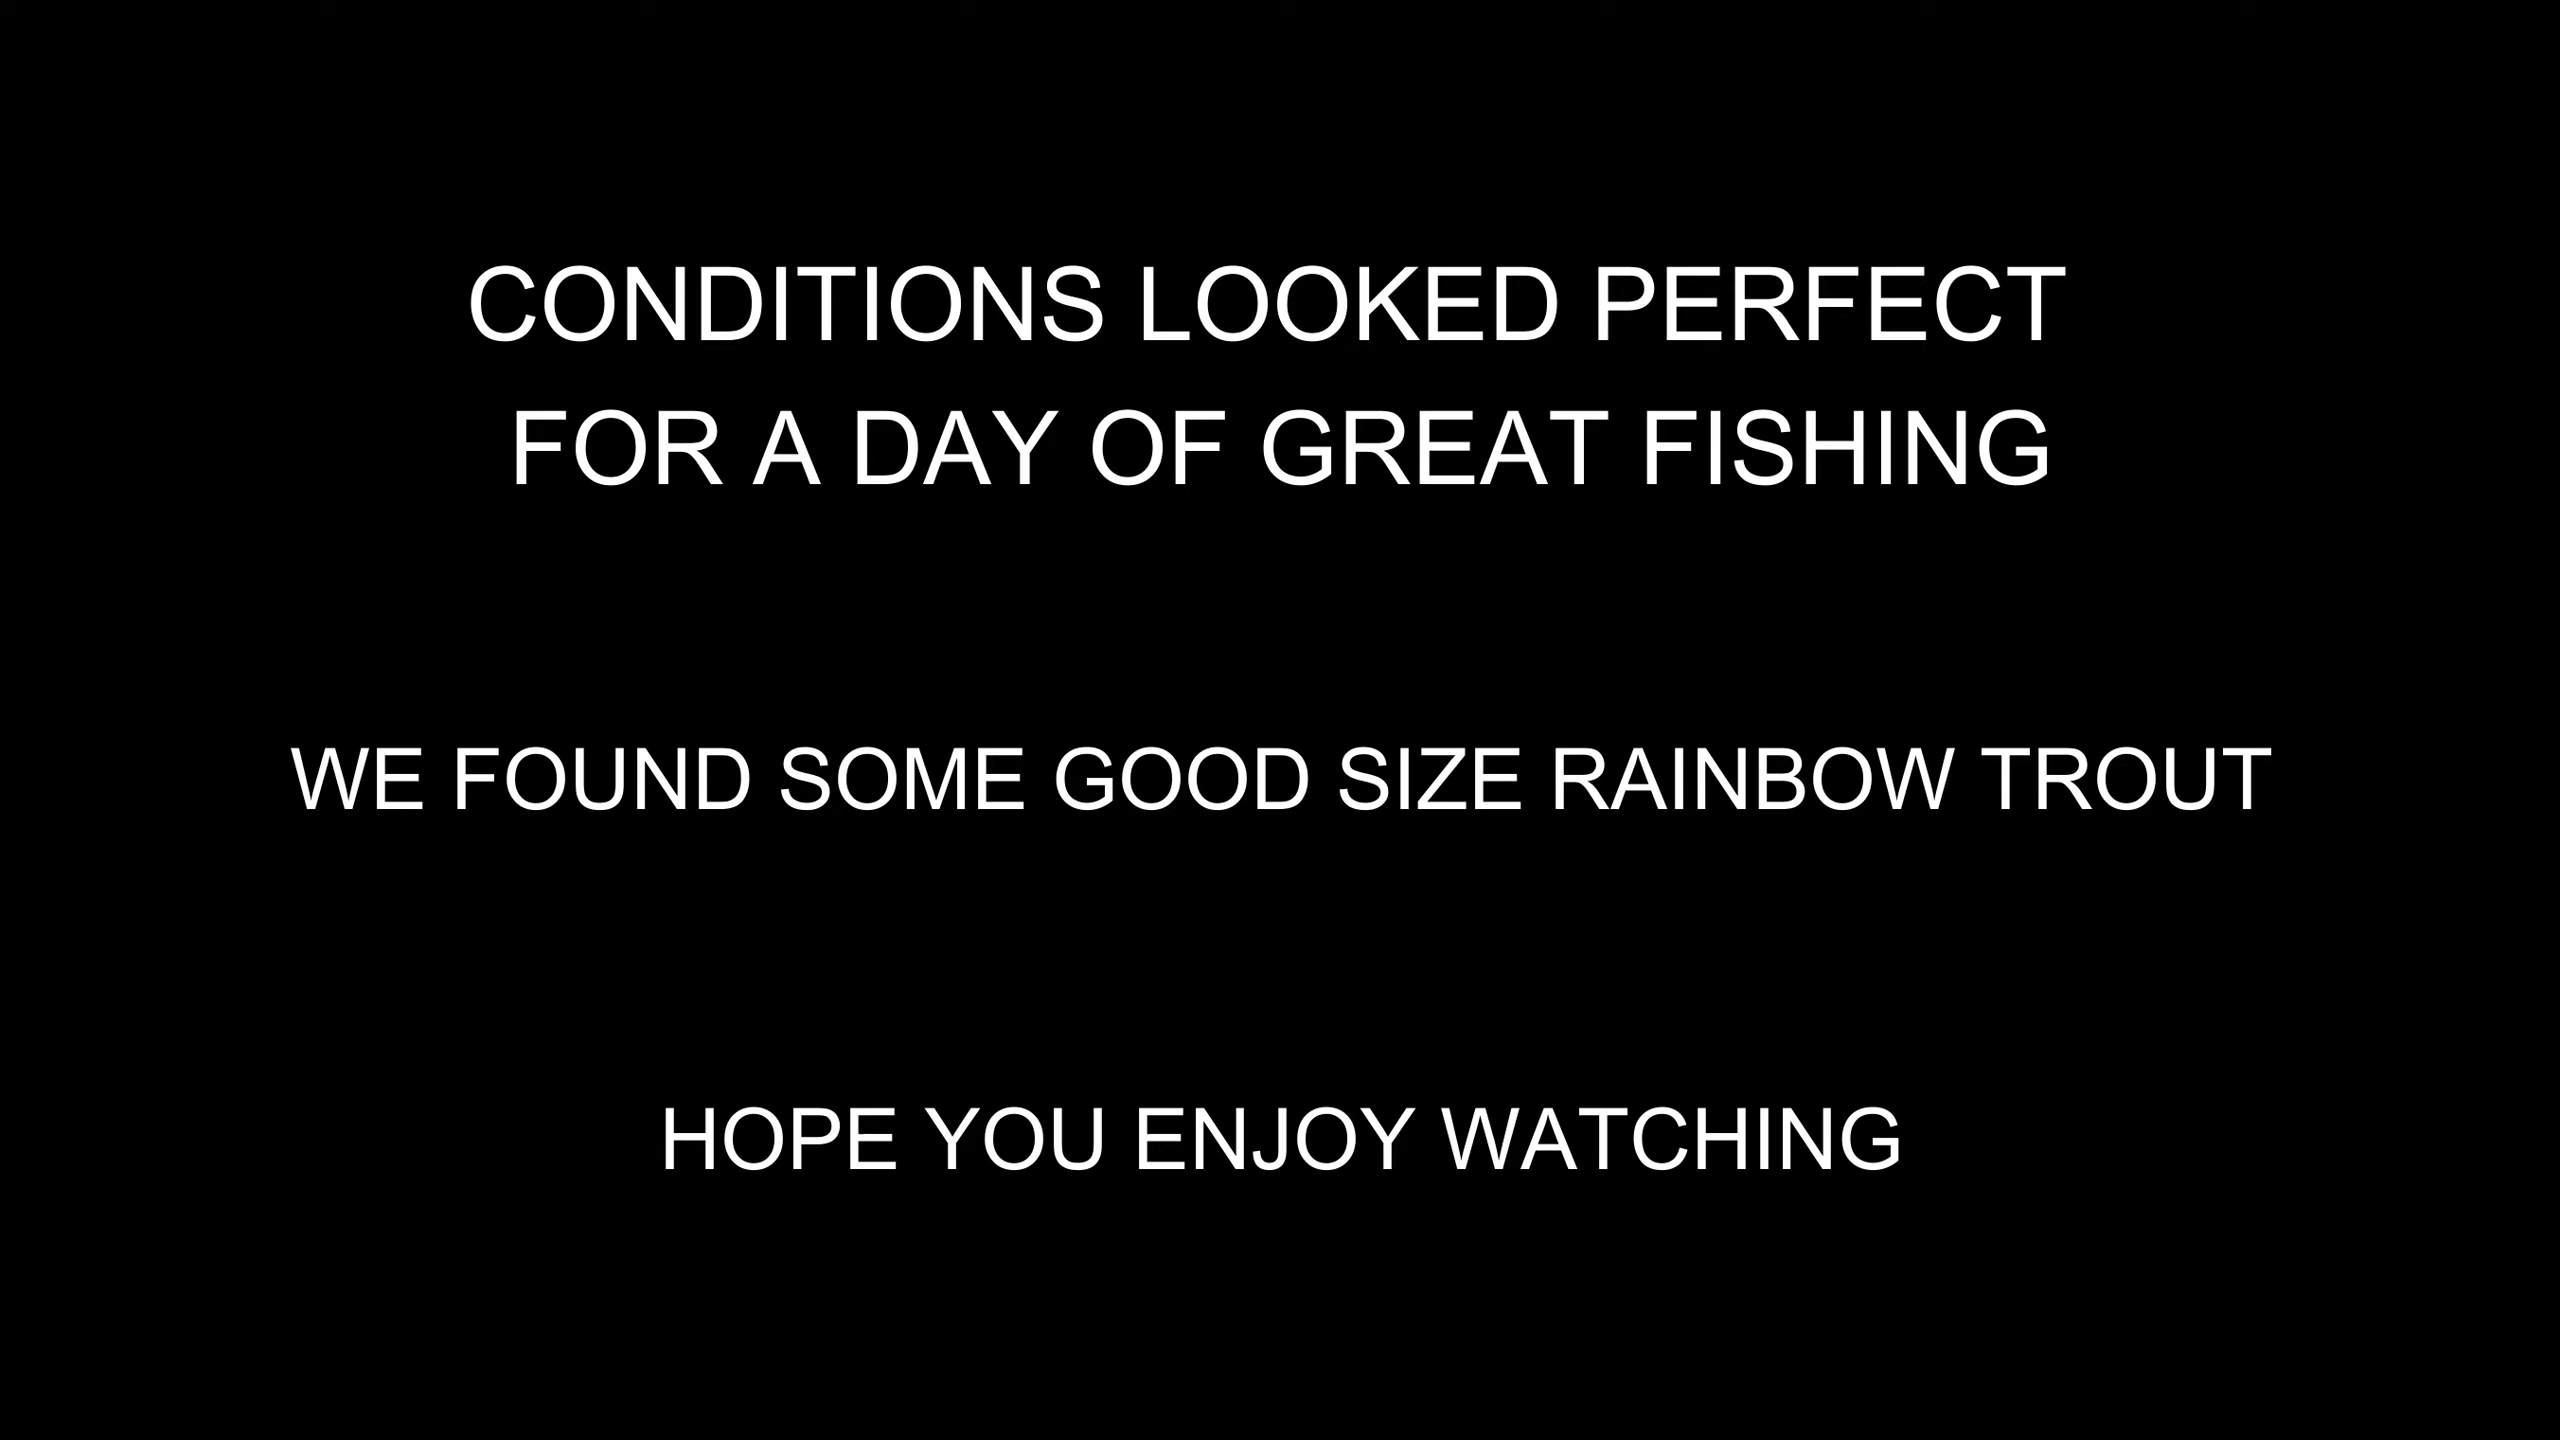 CONDITIONS LOOKED PERFECT
FOR A DAY OF GREAT FISHING
WE FOUND SOME GOOD SIZE RAINBOW TROUT
HOPE YOU ENJOY WATCHING